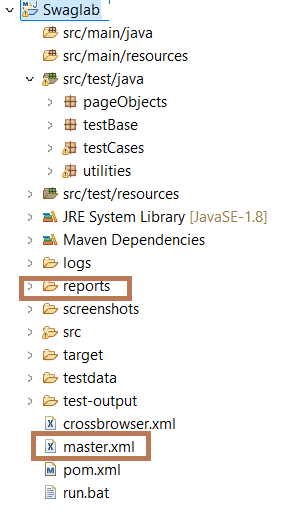 Swaglab
src/main/java
src/main/resources
src/test/java
pageObjects
testBase
testCases
utilities
src/test/resources
JRE System Library [JavaSE-1.8]
Maven Dependencies
logs
reports
screenshots
src
target
testdata
test-output
crossbrowser.xml
master.xml
pom.xml
run.bat